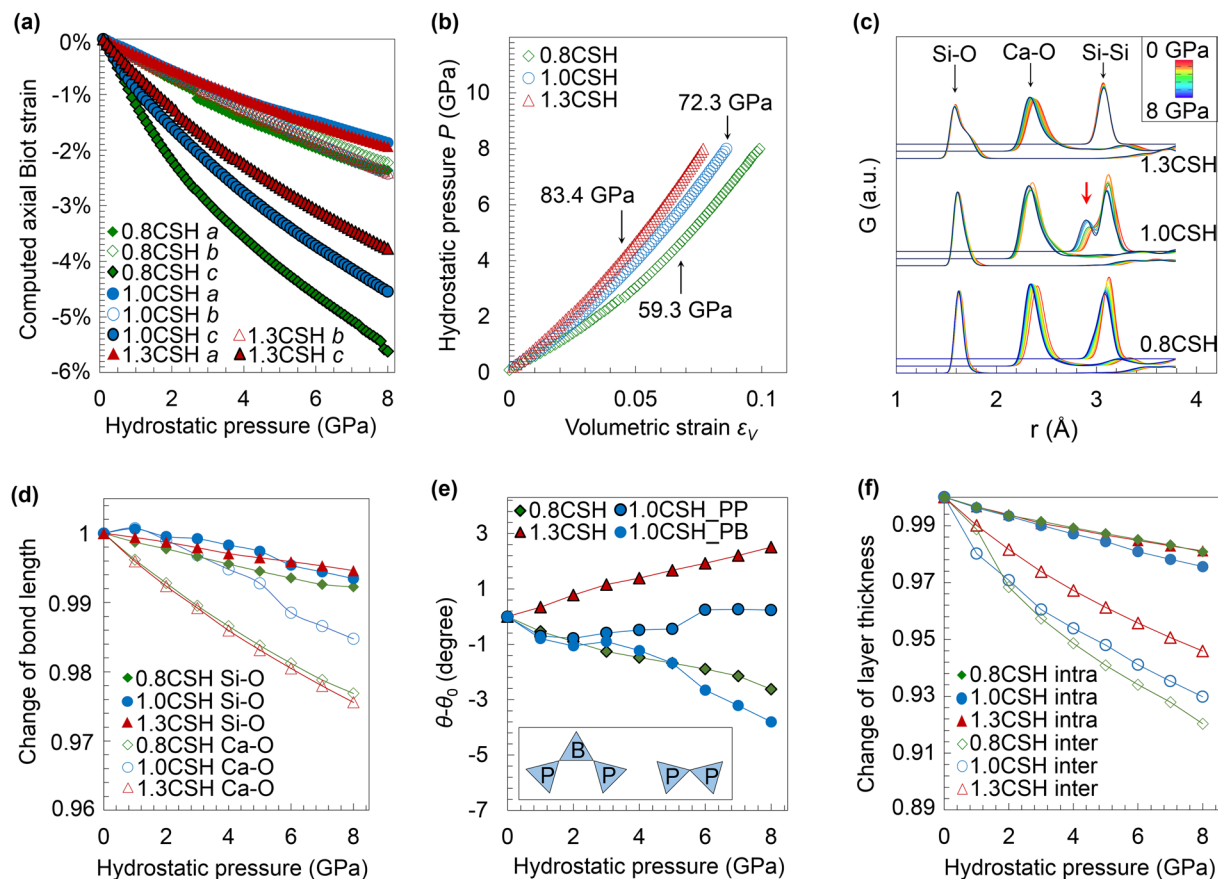 (a)
0%
-1%
-2%
-3%
-4%
-5%
-6%
Computed axial Biot strain
0.8CSH a
0.8CSH b
0.8CSH c
1.0CSH a
1.0CSH b
1.0CSH c
1.3CSH a
1.3CSH b
1.3CSH c
0 2 4 6 8
Hydrostatic pressure (GPa)
(b)
Hydrostatic pressure P (GPa)
10
8
6
4
2
0
0.8CSH
1.0CSH
1.3CSH
72.3 GPa
83.4 GPa
59.3 GPa
0 0.05 0.1
Volumetric strain εV
(c)
G (a.u.)
Si-O
Ca-O
Si-Si
0 GPa
8 GPa
1.3CSH
1.0CSH
0.8CSH
1 2 3 4
r (Å)
(d)
Change of bond length
1
0.99
0.98
0.97
0.96
0.8CSH Si-O
1.0CSH Si-O
1.3CSH Si-O
0.8CSH Ca-O
1.0CSH Ca-O
1.3CSH Ca-O
0 2 4 6 8
Hydrostatic pressure (GPa)
(e)
θ-θ0 (degree)
3
1
-1
-3
-5
-7
0.8CSH
1.3CSH
1.0CSH_PP
1.0CSH_PB
P B P
P P
0 2 4 6 8
Hydrostatic pressure (GPa)
(f)
Change of layer thickness
0.99
0.97
0.95
0.93
0.91
0.89
0.8CSH intra
1.0CSH intra
1.3CSH intra
0.8CSH inter
1.0CSH inter
1.3CSH inter
0 2 4 6 8
Hydrostatic pressure (GPa)